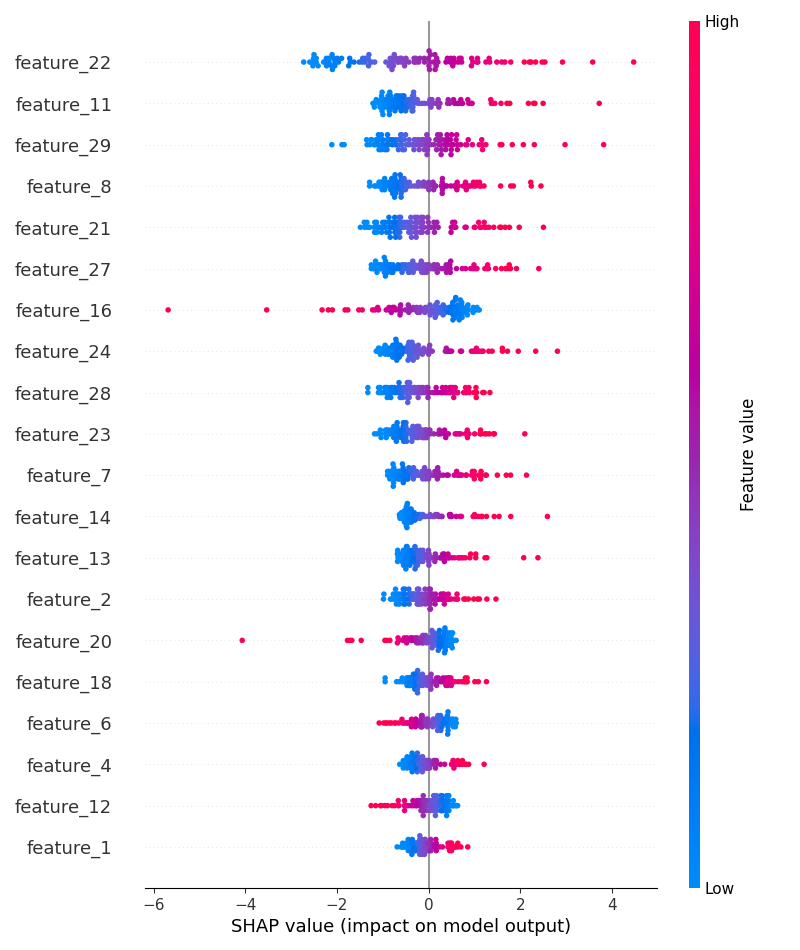 High
feature_22
feature_11
feature_29
feature_8
feature_21
feature_27
feature_16
feature_24
feature_28
feature_23
feature_7
feature_14
feature_13
feature_2
feature_20
feature_18
feature_6
feature_4
feature_12
feature_1
Feature value
Low
−6 −4 −2 0 2 4
SHAP value (impact on model output)